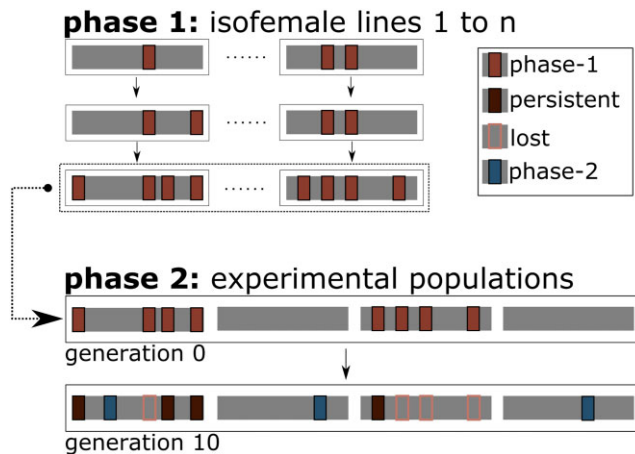 phase 1: isofemale lines 1 to n
phase-1
persistent
lost
phase-2
phase 2: experimental populations
generation 0
generation 10